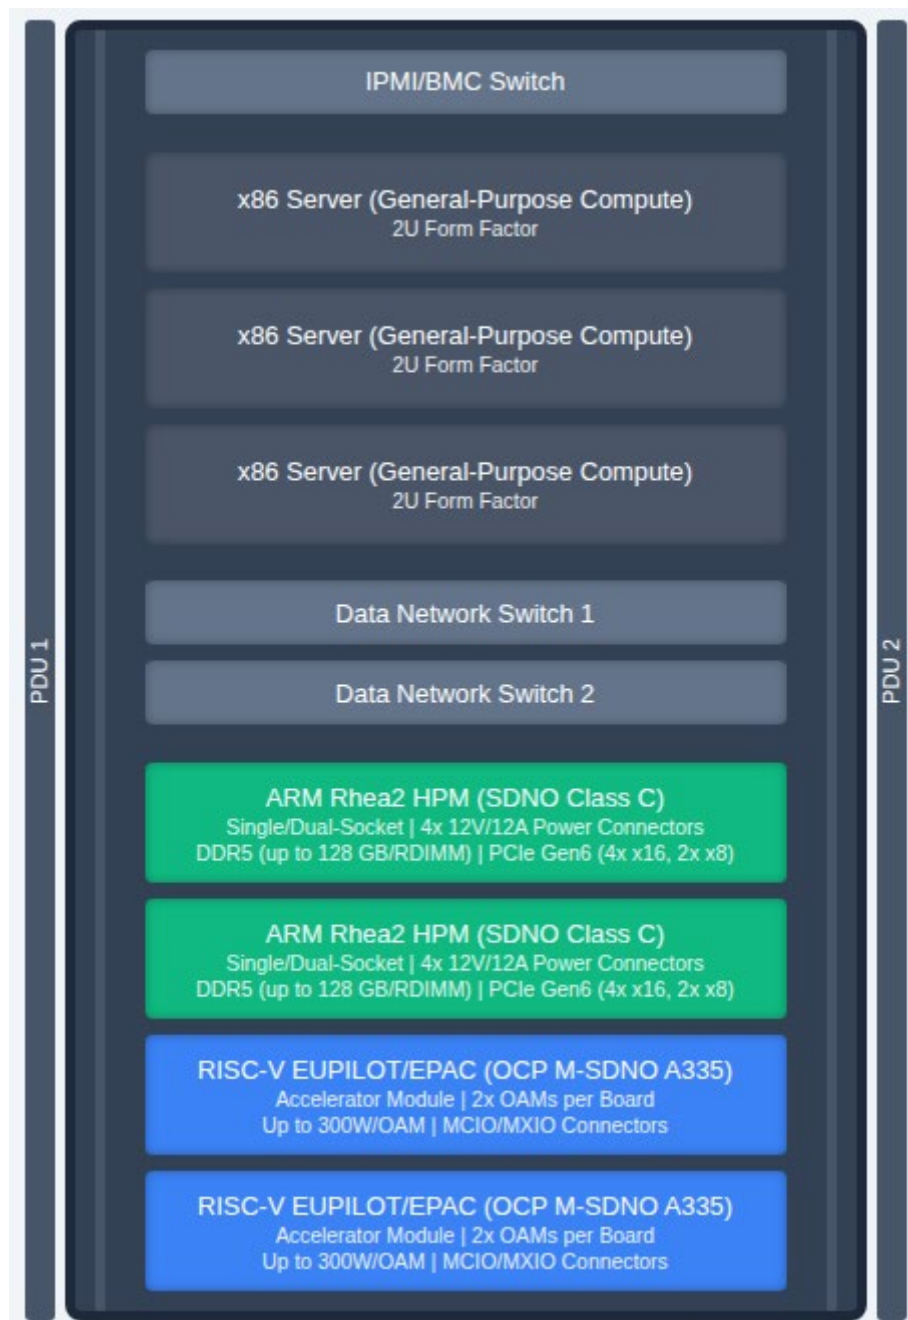 IPMI/BMC Switch
x86 Server (General-Purpose Compute)
2U Form Factor
x86 Server (General-Purpose Compute)
2U Form Factor
x86 Server (General-Purpose Compute)
2U Form Factor
Data Network Switch 1
PDU 1
PDU 2
Data Network Switch 2
ARM Rhea2 HPM (SDNO Class C)
Single/Dual-Socket | 4x 12V/12A Power Connectors
DDR5 (up to 128 GB/RDIMM) | PCIe Gen6 (4x x16, 2x x8)
ARM Rhea2 HPM (SDNO Class C)
Single/Dual-Socket | 4x 12V/12A Power Connectors
DDR5 (up to 128 GB/RDIMM) | PCIe Gen6 (4x x16, 2x x8)
RISC-V EUPILOT/EPAC (OCP M-SDNO A335)
Accelerator Module | 2x OAMs per Board
Up to 300W/OAM | MCIO/MXIO Connectors
RISC-V EUPILOT/EPAC (OCP M-SDNO A335)
Accelerator Module | 2x OAMs per Board
Up to 300W/OAM | MCIO/MXIO Connectors